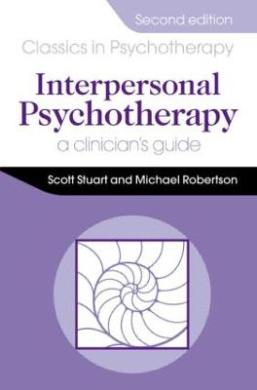 Second edition
Classics in Psychotherapy
Interpersonal
Psychotherapy
a clinician's guide
Scott Stuart and Michael Robertson